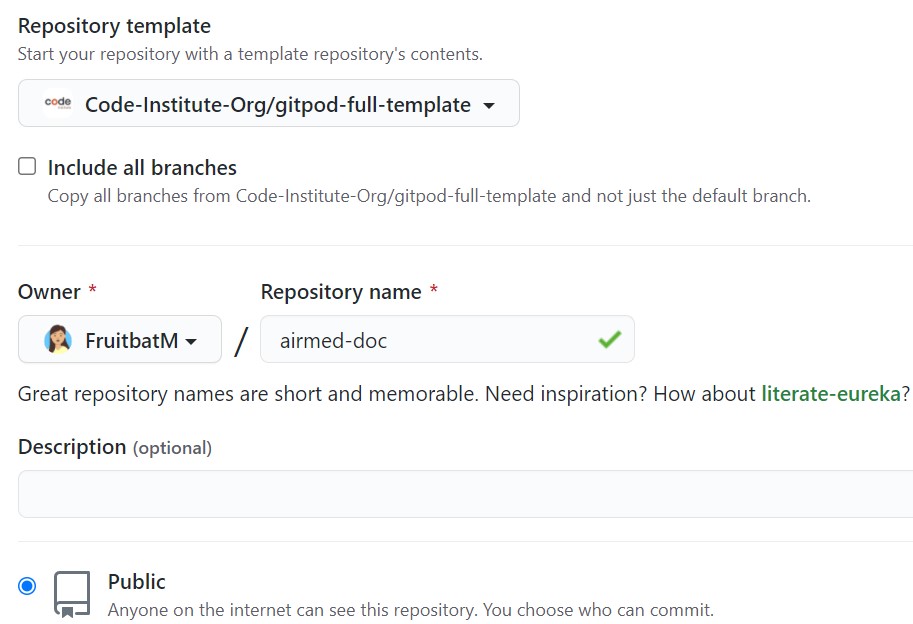 Repository template
Start your repository with a template repository's contents.
code
Code-Institute-Org/gitpod-full-template
Include all branches
Copy all branches from Code-Institute-Org/gitpod-full-template and not just the default branch.
Owner *
Repository name *
FruitbatM
/
airmed-doc
Great repository names are short and memorable. Need inspiration? How about literate-eureka?
Description (optional)
Public
Anyone on the internet can see this repository. You choose who can commit.